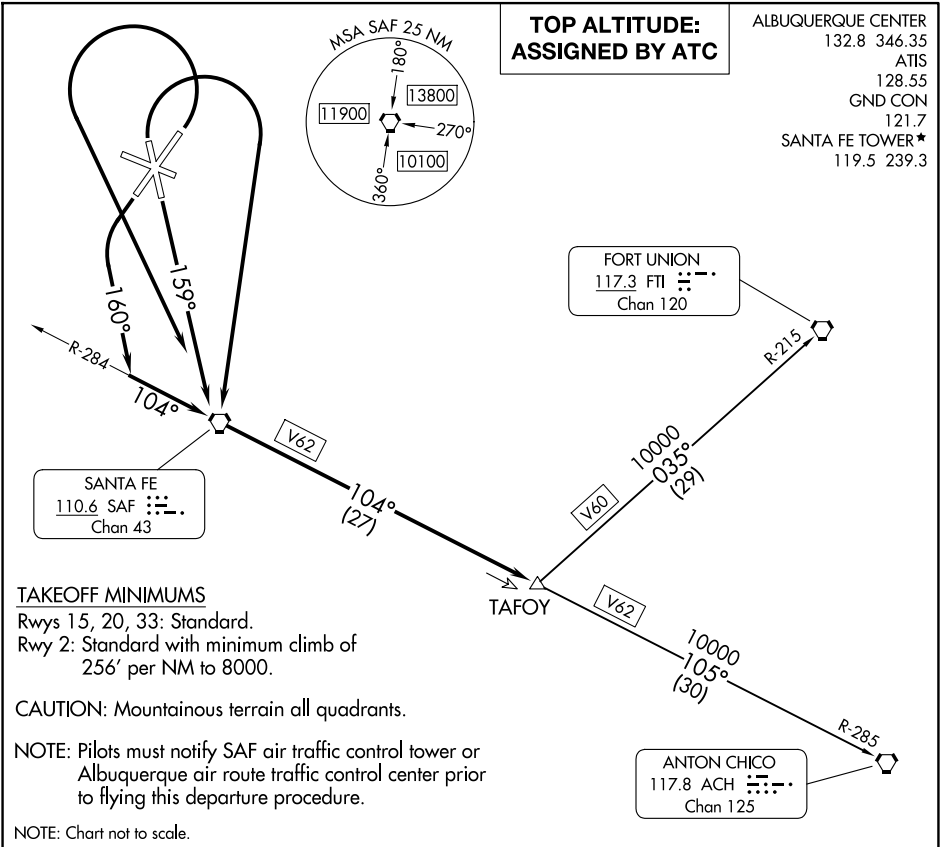 TOP ALTITUDE:
ASSIGNED BY ATC
ALBUQUERQUE CENTER
132.8 346.35
ATIS
128.55
GND CON
121.7
SANTA FE TOWER★
119.5 239.3
MSA SAF 25 NM
180°
13800
11900
270°
10100
360°
159°
160°
R-284
104°
SANTA FE
110.6 SAF
Chan 43
V62
104°
(27)
TAFOY
FORT UNION
117.3 FTI
Chan 120
R-215
10000
035°
(29)
V60
V62
10000
105°
(30)
R-285
ANTON CHICO
117.8 ACH
Chan 125
TAKEOFF MINIMUMS
Rwys 15, 20, 33: Standard.
Rwy 2: Standard with minimum climb of
256' per NM to 8000.
CAUTION: Mountainous terrain all quadrants.
NOTE: Pilots must notify SAF air traffic control tower or
Albuquerque air route traffic control center prior
to flying this departure procedure.
NOTE: Chart not to scale.